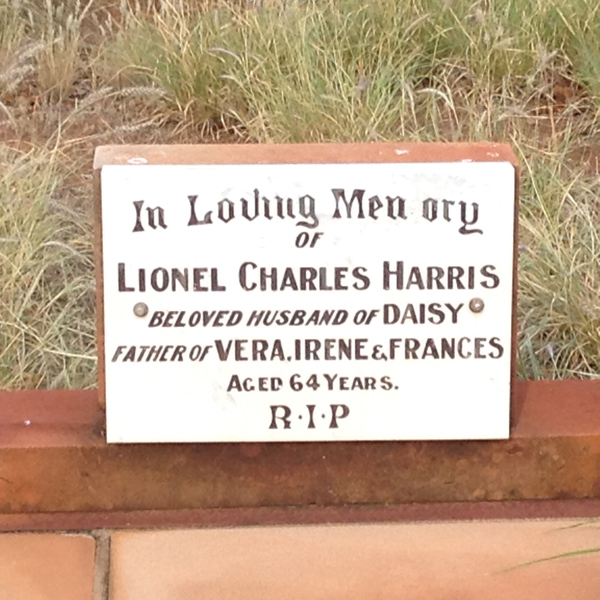 In Loving Memory
OF
LIONEL CHARLES HARRIS
BELOVED HUSBAND OF DAISY
FATHER OF VERA, IRENE & FRANCES
AGED 64 YEARS.
R·I·P